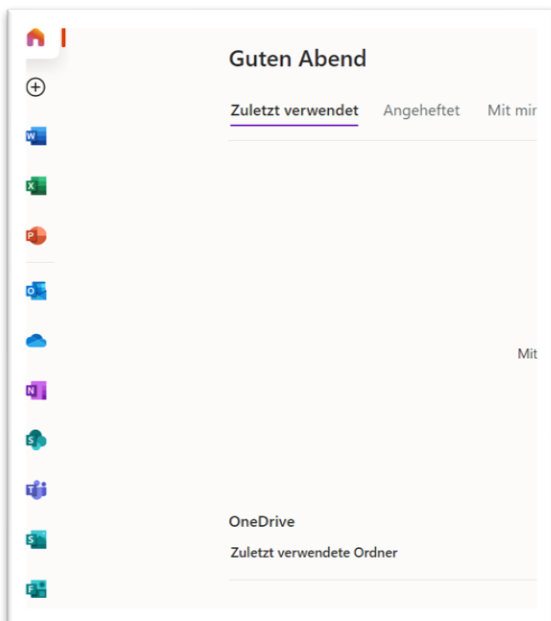 Guten Abend
Zuletzt verwendet Angeheftet Mit mir
W
X
P
O
Mit
N
S
T
OneDrive
Zuletzt verwendete Ordner
S
F